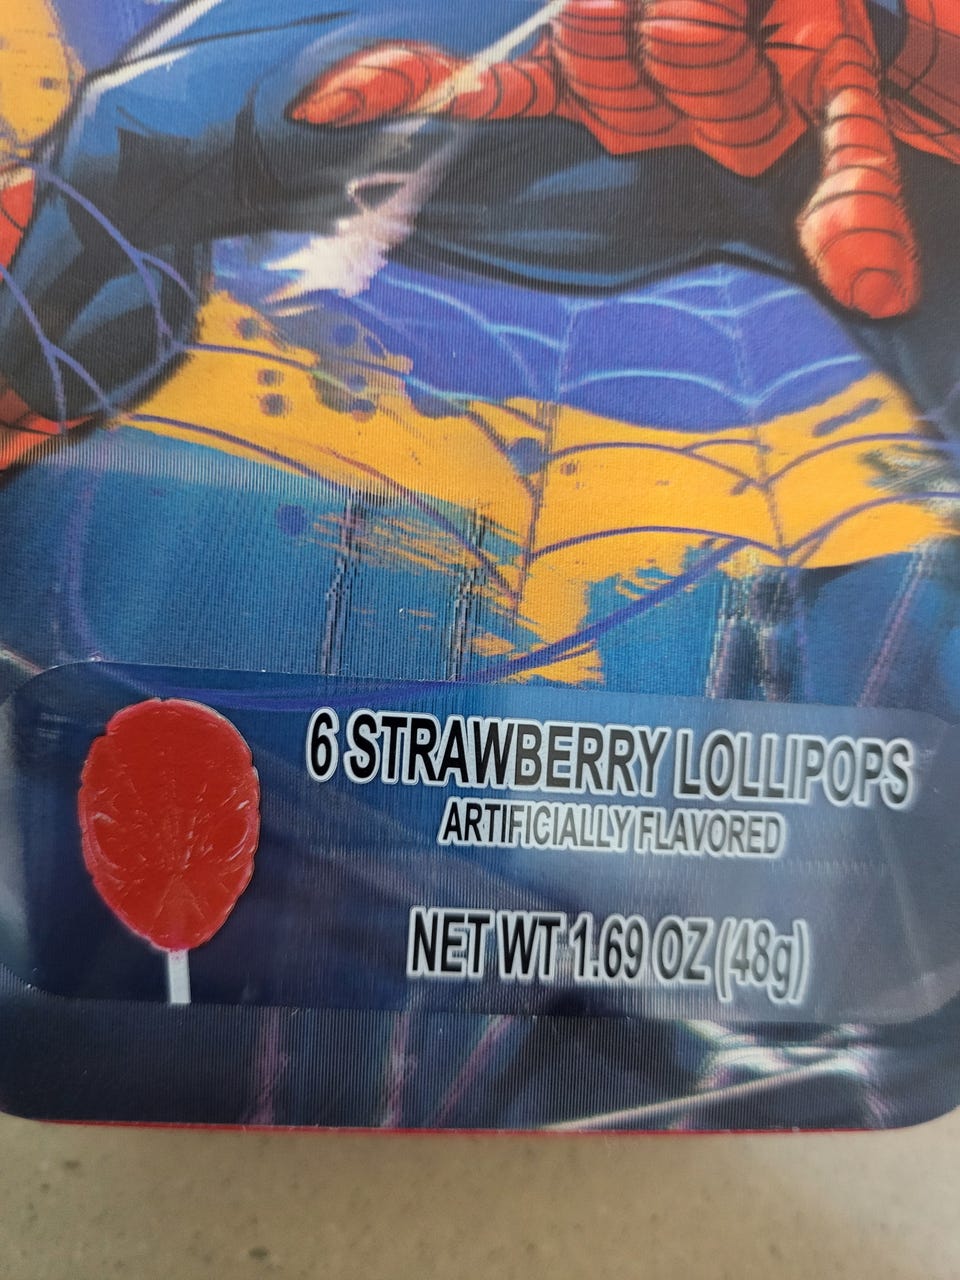 6 STRAWBERRY LOLLIPOPS
ARTIFICIALLY FLAVORED
NET WT 1.69 OZ (48g)